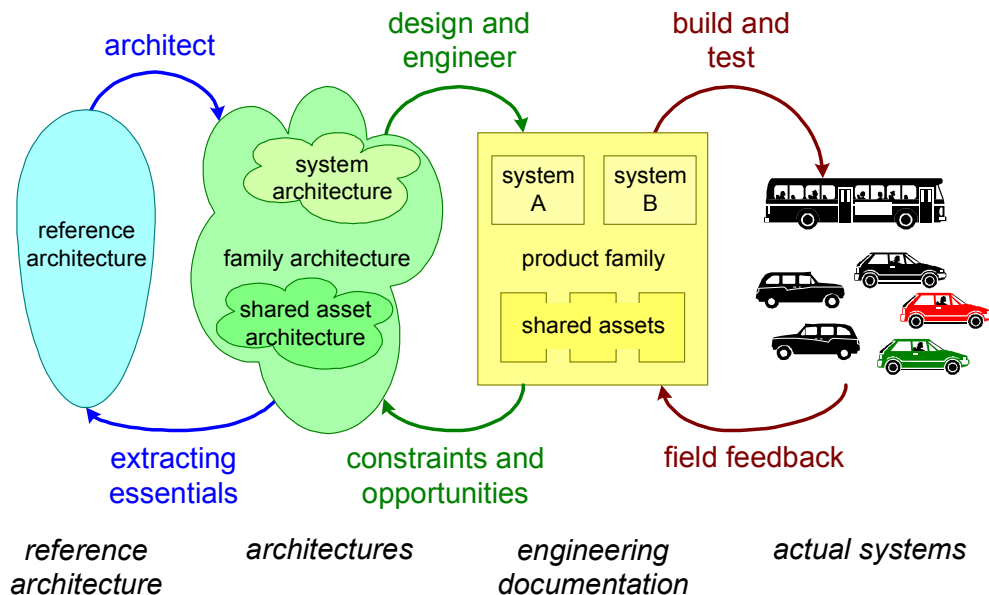 architect
design and
engineer
build and
test
reference
architecture
system
architecture
family architecture
shared asset
architecture
system
A
system
B
product family
shared assets
extracting
essentials
constraints and
opportunities
field feedback
reference
architecture
architectures
engineering
documentation
actual systems